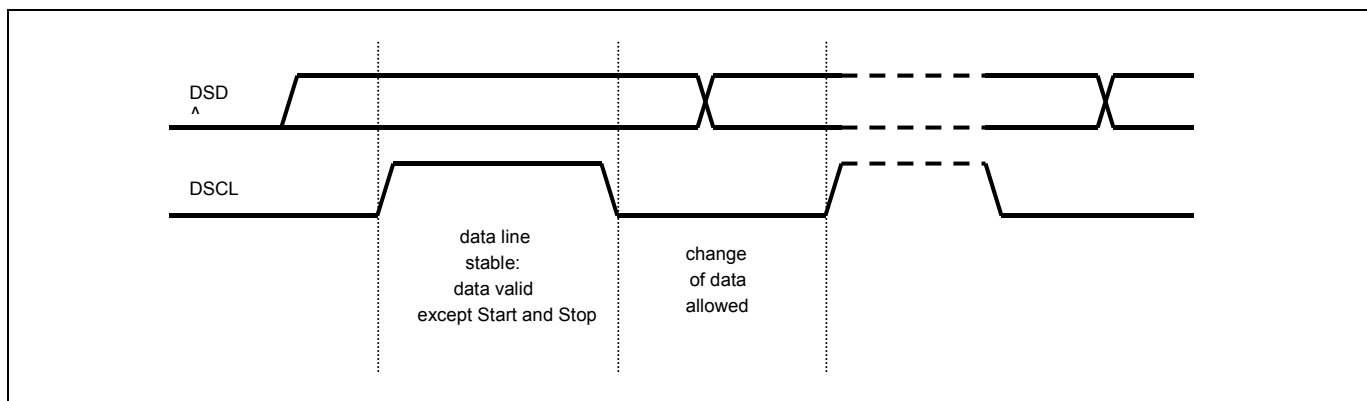 DSD
^
DSCL
data line
stable:
data valid
except Start and Stop
change
of data
allowed